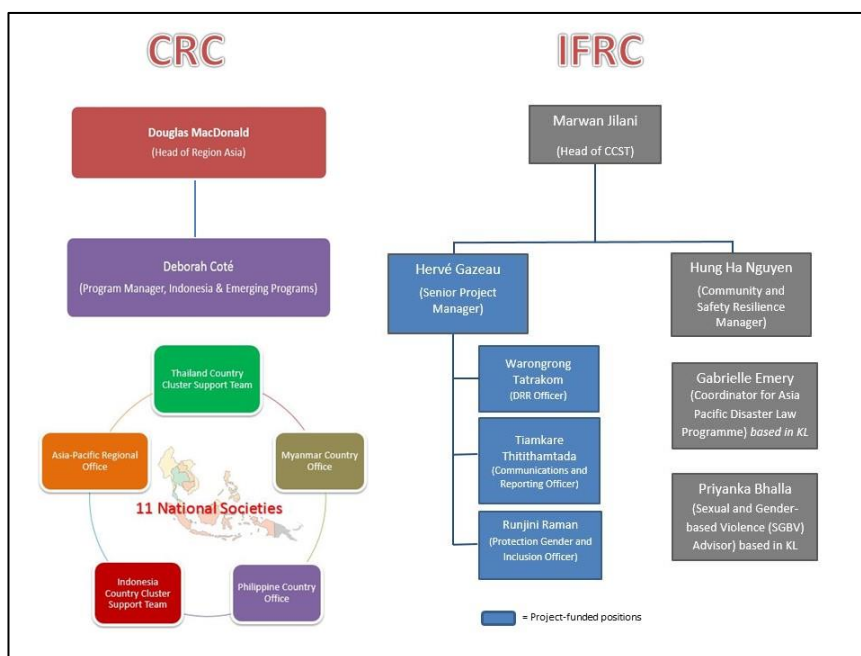 CRC
Douglas MacDonald
(Head of Region Asia)
Deborah Coté
(Program Manager, Indonesia & Emerging Programs)
Thailand Country
Cluster Support Team
Asia-Pacific Regional
Office
Myanmar Country
Office
11 National Societies
Indonesia
Country Cluster
Support Team
Philippine Country
Office
IFRC
Marwan Jilani
(Head of CCST)
Hervé Gazeau
(Senior Project
Manager)
Hung Ha Nguyen
(Community and
Safety Resilience
Manager)
Warongrong
Tatrakom
(DRR Officer)
Gabrielle Emery
(Coordinator for Asia
Pacific Disaster Law
Programme) based in KL
Tiamkare
Thitithamtada
(Communications and
Reporting Officer)
Priyanka Bhalla
(Sexual and Gender-
based Violence (SGBV)
Advisor) based in KL
Runjini Raman
(Protection Gender and
Inclusion Officer)
= Project-funded positions